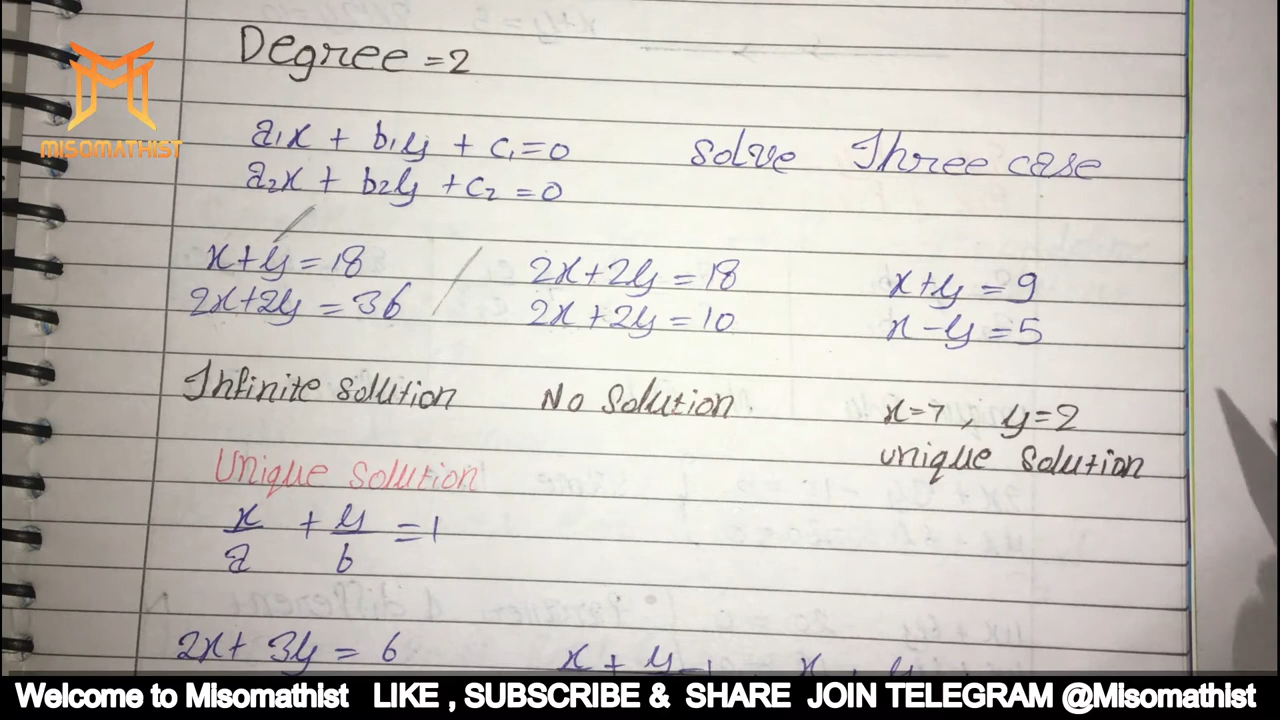 Degree = 2
MISOMATHIST
a₁x + b₁y + c₁ = 0
a₂x + b₂y + c₂ = 0
Solve Three case
x + y = 18
2x + 2y = 36
2x + 2y = 18
2x + 2y = 10
x + y = 9
x - y = 5
Infinite solution
No Solution
x = 7, y = 2
unique solution
Unique Solution
x/a + y/b = 1
2x + 3y = 6
Welcome to Misomathist LIKE , SUBSCRIBE & SHARE JOIN TELEGRAM @Misomathist